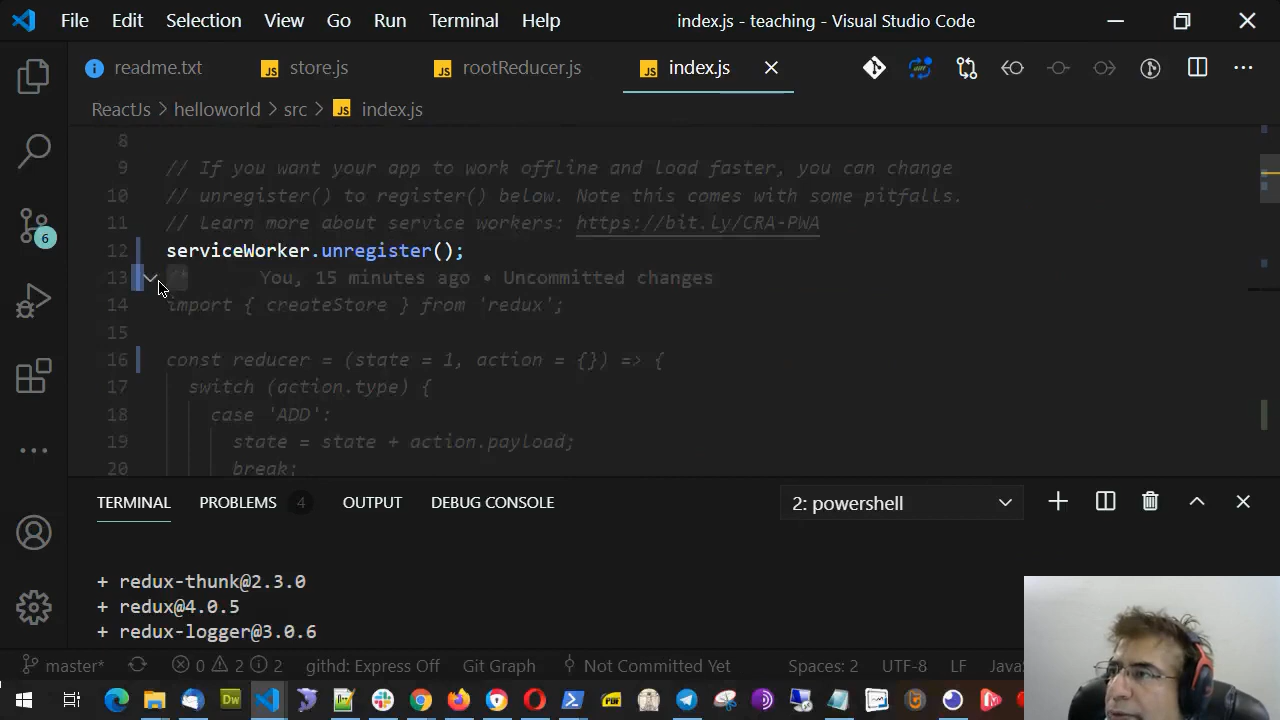 File Edit Selection View Go Run Terminal Help index.js - teaching - Visual Studio Code
readme.txt JS store.js JS rootReducer.js JS index.js
ReactJs > helloworld > src > JS index.js
8
9 // If you want your app to work offline and load faster, you can change
10 // unregister() to register() below. Note this comes with some pitfalls.
11 // Learn more about service workers: https://bit.ly/CRA-PWA
12 serviceWorker.unregister();
13 /* You, 15 minutes ago • Uncommitted changes
14 import { createStore } from 'redux';
15
16 const reducer = (state = 1, action = {}) => {
17 switch (action.type) {
18 case 'ADD':
19 state = state + action.payload;
20 break;
6
TERMINAL PROBLEMS 4 OUTPUT DEBUG CONSOLE 2: powershell
+ redux-thunk@2.3.0
+ redux@4.0.5
+ redux-logger@3.0.6
master* 0 2 2 githd: Express Off Git Graph Not Committed Yet Spaces: 2 UTF-8 LF JavaS
Dw PDF